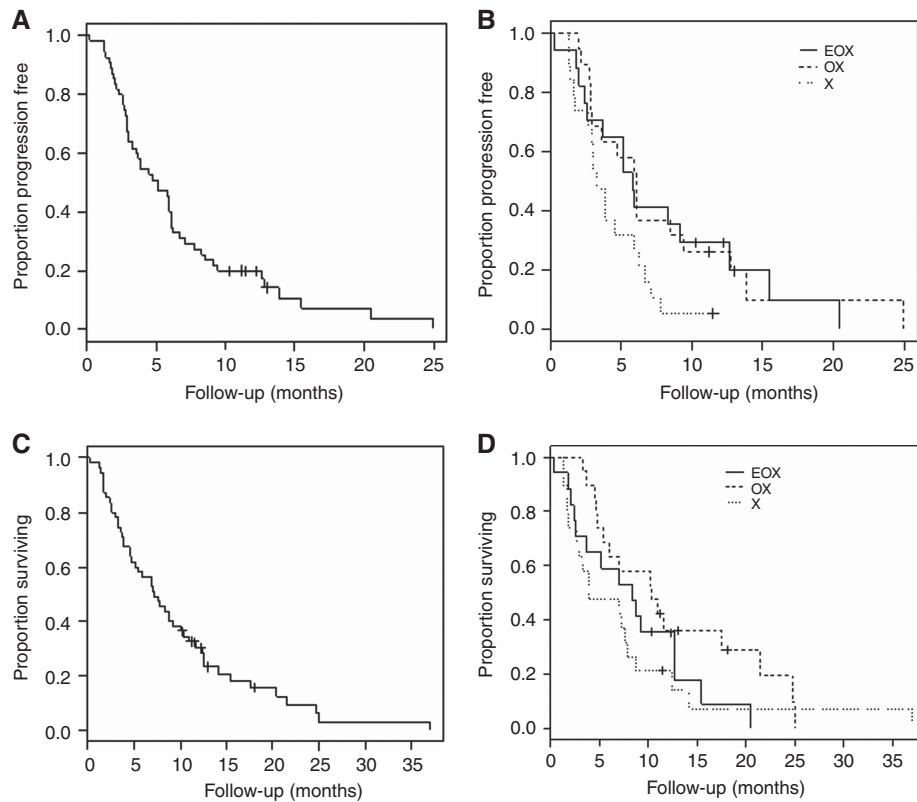 A
Proportion progression free
1.0
0.8
0.6
0.4
0.2
0.0
0 5 10 15 20 25
Follow-up (months)
B
Proportion progression free
1.0
0.8
0.6
0.4
0.2
0.0
EOX
OX
X
0 5 10 15 20 25
Follow-up (months)
C
Proportion surviving
1.0
0.8
0.6
0.4
0.2
0.0
0 5 10 15 20 25 30 35
Follow-up (months)
D
Proportion surviving
1.0
0.8
0.6
0.4
0.2
0.0
EOX
OX
X
0 5 10 15 20 25 30 35
Follow-up (months)